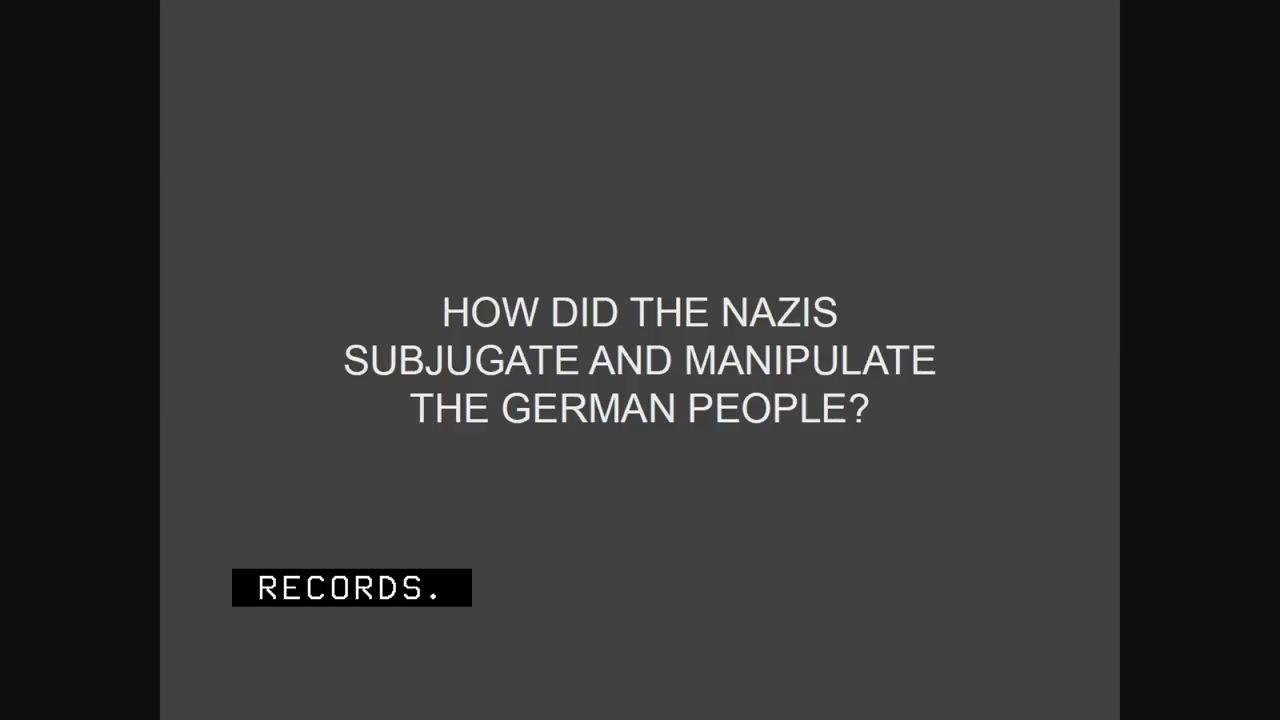 HOW DID THE NAZIS
SUBJUGATE AND MANIPULATE
THE GERMAN PEOPLE?
RECORDS.